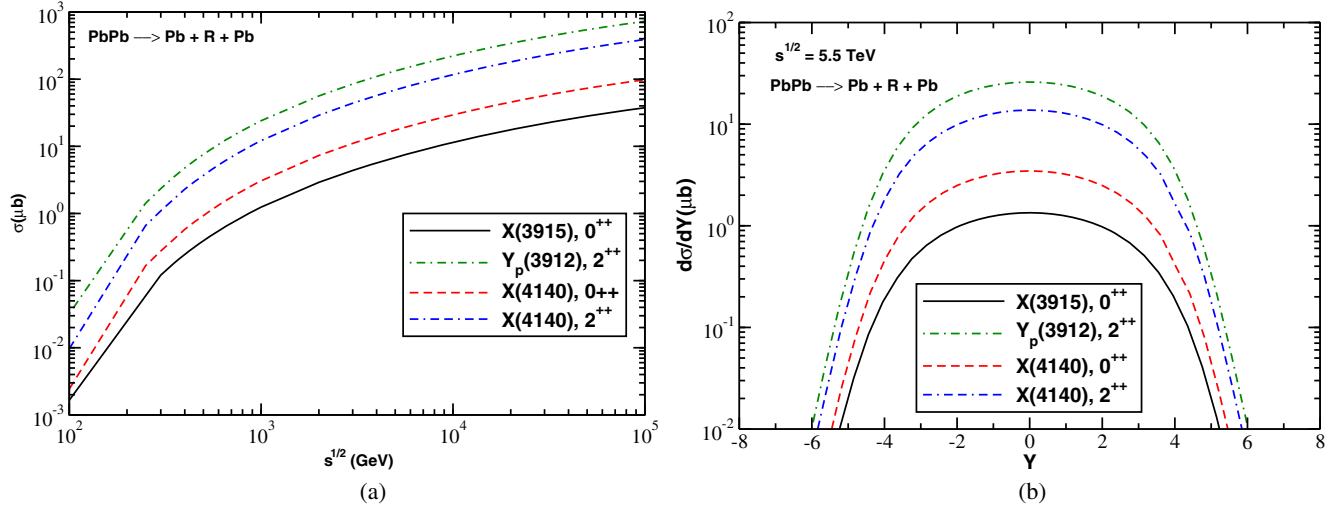 10^3
10^2
10^1
10^0
10^-1
10^-2
10^-3
σ(μb)
PbPb —> Pb + R + Pb
X(3915), 0^++
Y_p(3912), 2^++
X(4140), 0++
X(4140), 2^++
10^2 10^3 10^4 10^5
s^1/2 (GeV)
(a)
10^2
10^1
10^0
10^-1
10^-2
dσ/dY(μb)
s^1/2 = 5.5 TeV
PbPb —> Pb + R + Pb
X(3915), 0^++
Y_p(3912), 2^++
X(4140), 0^++
X(4140), 2^++
-8 -6 -4 -2 0 2 4 6 8
Y
(b)